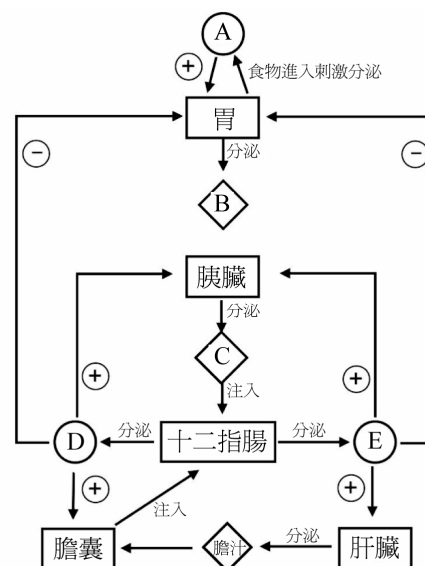 A
+
食物進入刺激分泌
胃
−
−
分泌
B
胰臟
分泌
C
+
+
注入
D
分泌
十二指腸
分泌
E
+
注入
+
膽囊
膽汁
分泌
肝臟